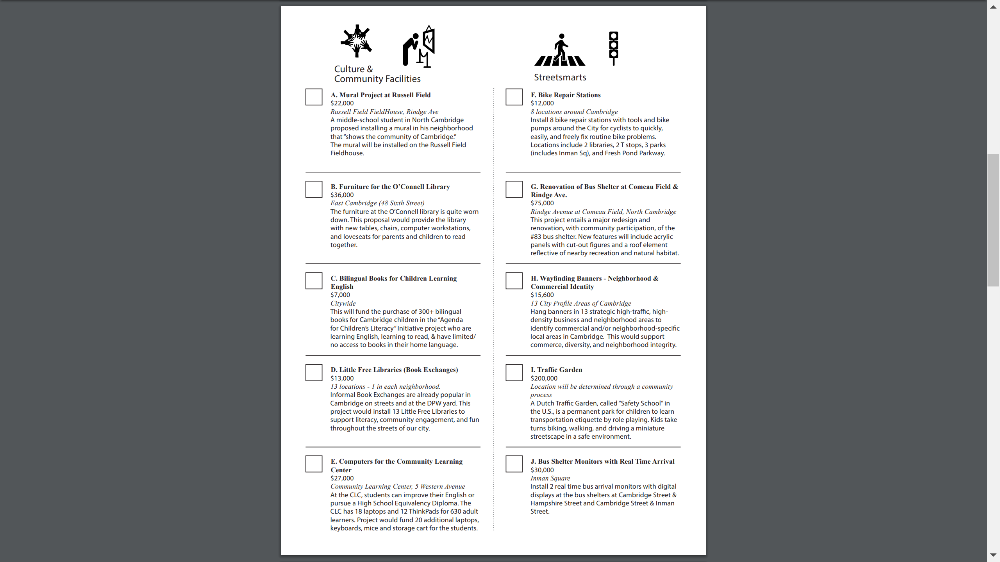 Culture &
Community Facilities
A. Mural Project at Russell Field
$22,000
Russell Field FieldHouse, Rindge Ave
A middle-school student in North Cambridge
proposed installing a mural in his neighborhood
that “shows the community of Cambridge.”
The mural will be installed on the Russell Field
Fieldhouse.
B. Furniture for the O’Connell Library
$36,000
East Cambridge (48 Sixth Street)
The furniture at the O’Connell library is quite worn
down. This proposal would provide the library
with new tables, chairs, computer workstations,
and loveseats for parents and children to read
together.
C. Bilingual Books for Children Learning
English
$7,000
Citywide
This will fund the purchase of 300+ bilingual
books for Cambridge children in the “Agenda
for Children’s Literacy” Initiative project who are
learning English, learning to read, & have limited/
no access to books in their home language.
D. Little Free Libraries (Book Exchanges)
$13,000
13 locations - 1 in each neighborhood.
Informal Book Exchanges are already popular in
Cambridge on streets and at the DPW yard. This
project would install 13 Little Free Libraries to
support literacy, community engagement, and fun
throughout the streets of our city.
E. Computers for the Community Learning
Center
$27,000
Community Learning Center, 5 Western Avenue
At the CLC, students can improve their English or
pursue a High School Equivalency Diploma. The
CLC has 18 laptops and 12 ThinkPads for 630 adult
learners. Project would fund 20 additional laptops,
keyboards, mice and storage cart for the students.
Streetsmarts
F. Bike Repair Stations
$12,000
8 locations around Cambridge
Install 8 bike repair stations with tools and bike
pumps around the City for cyclists to quickly,
easily, and freely fix routine bike problems.
Locations include 2 libraries, 2 T stops, 3 parks
(includes Inman Sq), and Fresh Pond Parkway.
G. Renovation of Bus Shelter at Comeau Field &
Rindge Ave.
$75,000
Rindge Avenue at Comeau Field, North Cambridge
This project entails a major redesign and
renovation, with community participation, of the
#83 bus shelter. New features will include acrylic
panels with cut-out figures and a roof element
reflective of nearby recreation and natural habitat.
H. Wayfinding Banners - Neighborhood &
Commercial Identity
$15,600
13 City Profile Areas of Cambridge
Hang banners in 13 strategic high-traffic, high-
density business and neighborhood areas to
identify commercial and/or neighborhood-specific
local areas in Cambridge. This would support
commerce, diversity, and neighborhood integrity.
I. Traffic Garden
$200,000
Location will be determined through a community
process
A Dutch Traffic Garden, called “Safety School” in
the U.S., is a permanent park for children to learn
transportation etiquette by role playing. Kids take
turns biking, walking, and driving a miniature
streetscape in a safe environment.
J. Bus Shelter Monitors with Real Time Arrival
$30,000
Inman Square
Install 2 real time bus arrival monitors with digital
displays at the bus shelters at Cambridge Street &
Hampshire Street and Cambridge Street & Inman
Street.